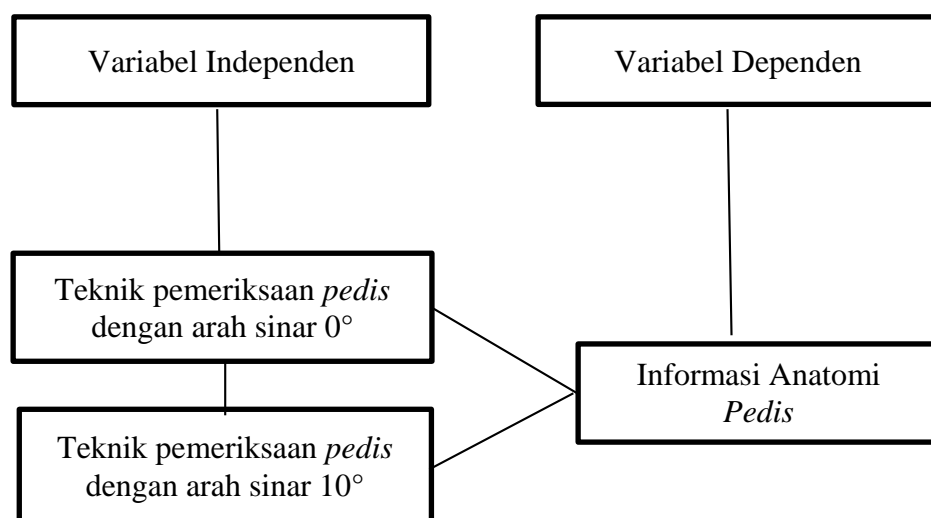 Variabel Independen
Variabel Dependen
Teknik pemeriksaan pedis
dengan arah sinar 0°
Informasi Anatomi
Pedis
Teknik pemeriksaan pedis
dengan arah sinar 10°